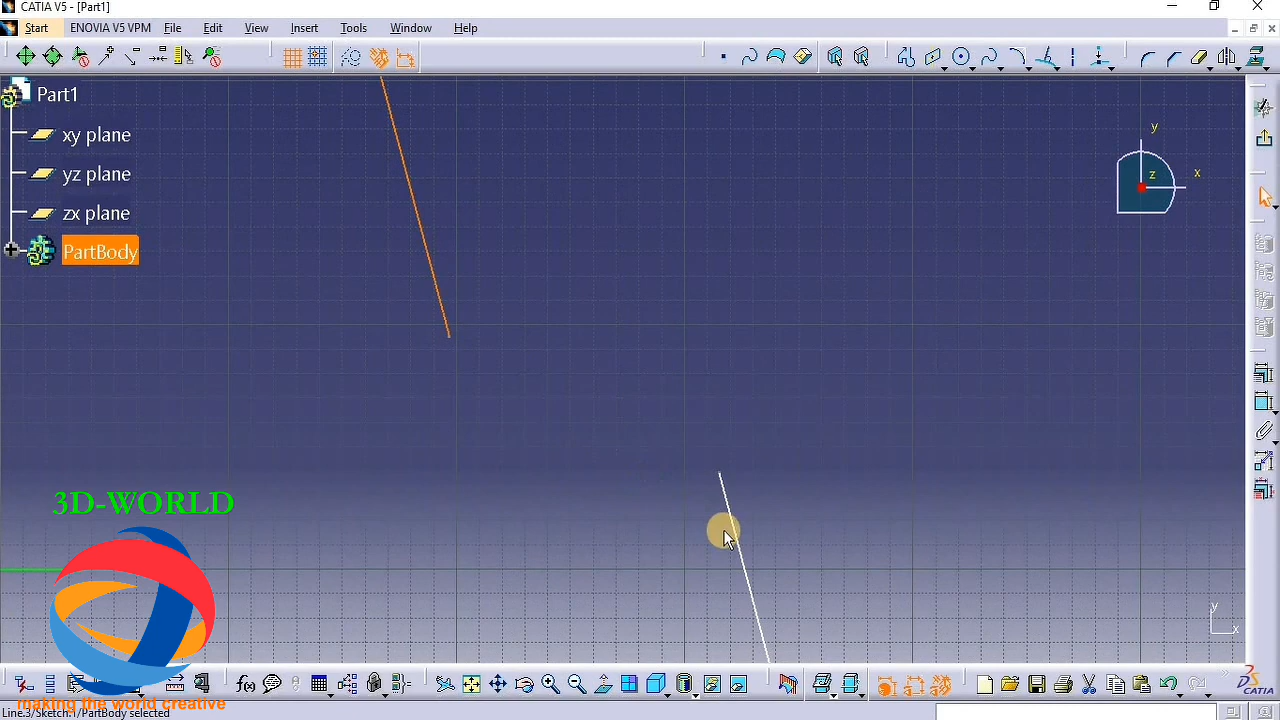 CATIA V5 - [Part1]
Start ENOVIA V5 VPM File Edit View Insert Tools Window Help
Part1
xy plane
yz plane
zx plane
PartBody
y
z x
3D-WORLD
making the world creative
y
x
f(x)
CATIA
Line.3/Sketch.1/PartBody selected